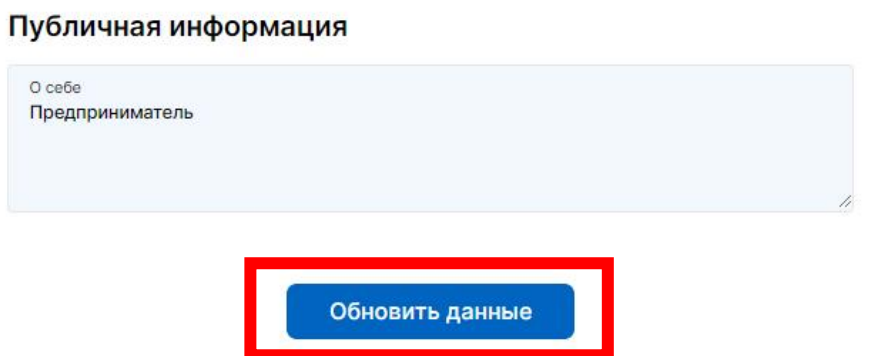 Публичная информация
О себе
Предприниматель
Обновить данные